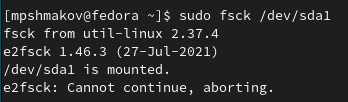 [mpshmakov@fedora ~]$ sudo fsck /dev/sda1
fsck from util-linux 2.37.4
e2fsck 1.46.3 (27-Jul-2021)
/dev/sda1 is mounted.
e2fsck: Cannot continue, aborting.